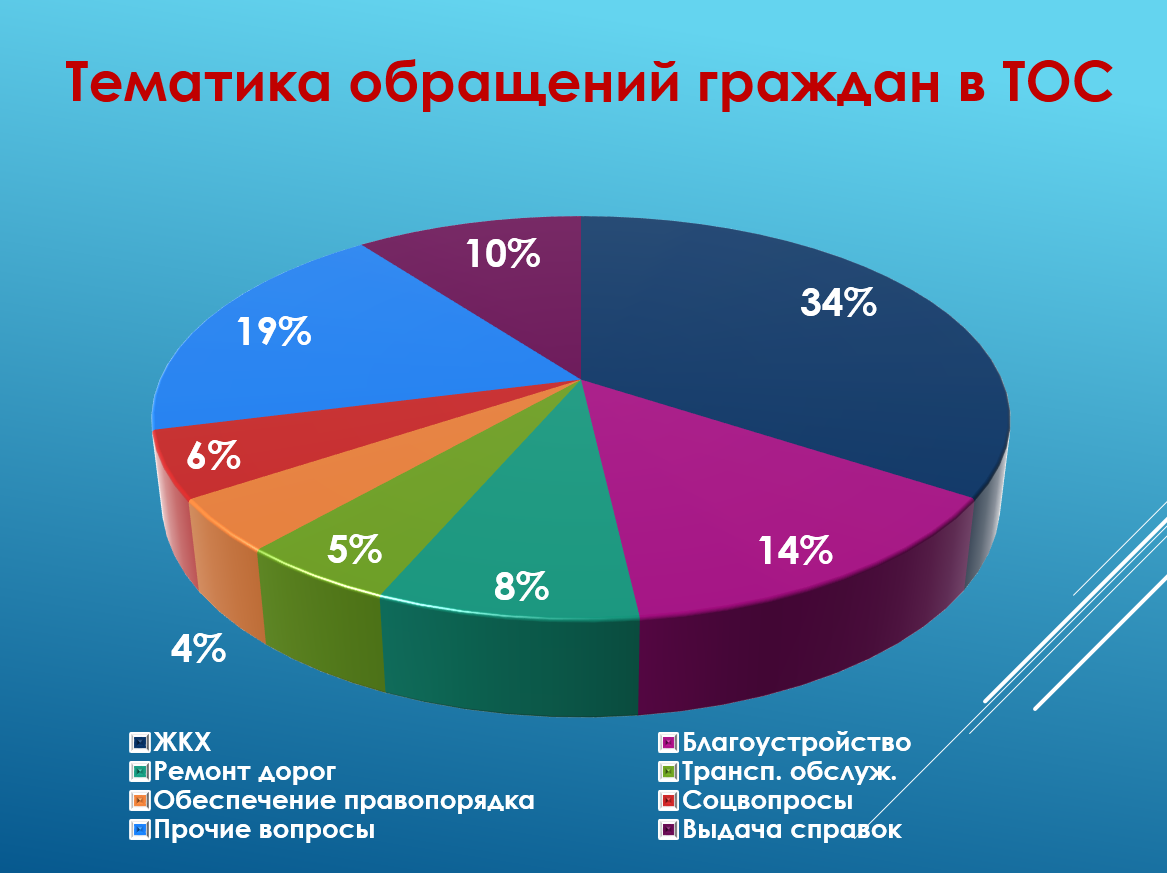 Тематика обращений граждан в ТОС
10%
34%
19%
6%
5%
14%
8%
4%
ЖКХ
Благоустройство
Ремонт дорог
Трансп. обслуж.
Обеспечение правопорядка
Соцвопросы
Прочие вопросы
Выдача справок